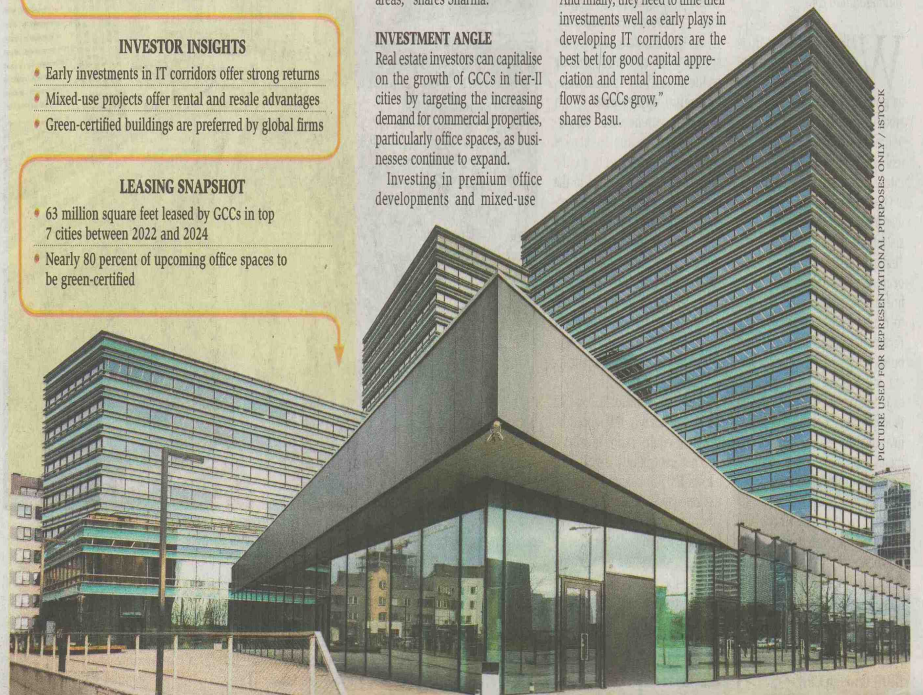 INVESTOR INSIGHTS
• Early investments in IT corridors offer strong returns
• Mixed-use projects offer rental and resale advantages
• Green-certified buildings are preferred by global firms
LEASING SNAPSHOT
• 63 million square feet leased by GCCs in top
7 cities between 2022 and 2024
• Nearly 80 percent of upcoming office spaces to
be green-certified
areas,” shares Sharma.
INVESTMENT ANGLE
Real estate investors can capitalise
on the growth of GCCs in tier-II
cities by targeting the increasing
demand for commercial properties,
particularly office spaces, as busi-
nesses continue to expand.
Investing in premium office
developments and mixed-use
And finally, they need to time their
investments well as early plays in
developing IT corridors are the
best bet for good capital appre-
ciation and rental income
flows as GCCs grow,”
shares Basu.
PICTURE USED FOR REPRESENTATIONAL PURPOSES ONLY / iSTOCK